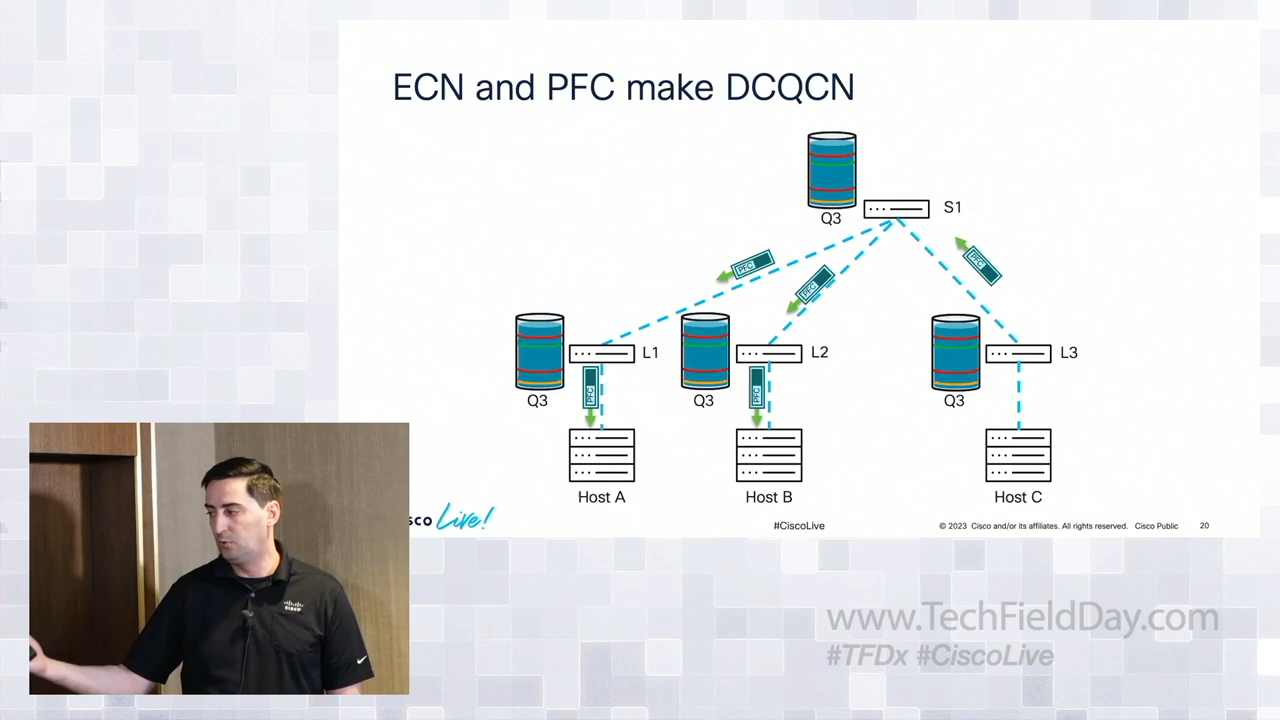 ECN and PFC make DCQCN
Q3
S1
PFC
PFC
PFC
L1
L2
L3
PFC
PFC
Q3
Q3
Q3
Host A
Host B
Host C
sco Live!
#CiscoLive
© 2023 Cisco and/or its affiliates. All rights reserved. Cisco Public
20
CISCO
www.TechFieldDay.com
#TFDx #CiscoLive